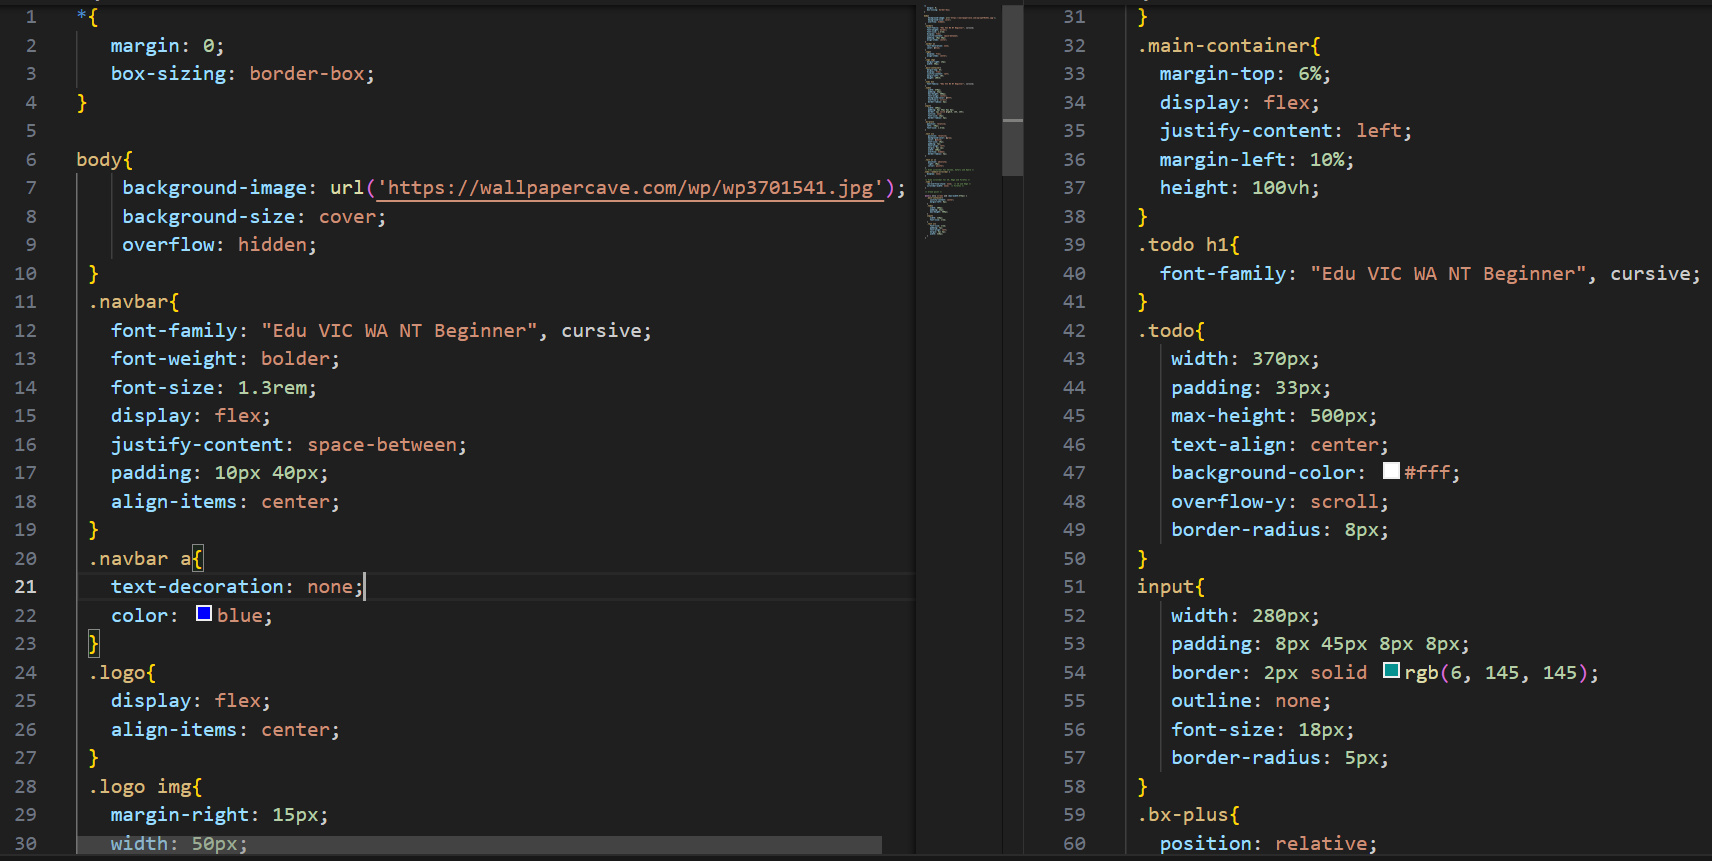 1 *{
2 margin: 0;
3 box-sizing: border-box;
4 }
5
6 body{
7 background-image: url('https://wallpapercave.com/wp/wp3701541.jpg');
8 background-size: cover;
9 overflow: hidden;
10 }
11 .navbar{
12 font-family: "Edu VIC WA NT Beginner", cursive;
13 font-weight: bolder;
14 font-size: 1.3rem;
15 display: flex;
16 justify-content: space-between;
17 padding: 10px 40px;
18 align-items: center;
19 }
20 .navbar a{
21 text-decoration: none;
22 color: blue;
23 }
24 .logo{
25 display: flex;
26 align-items: center;
27 }
28 .logo img{
29 margin-right: 15px;
30 width: 50px;
31 }
32 .main-container{
33 margin-top: 6%;
34 display: flex;
35 justify-content: left;
36 margin-left: 10%;
37 height: 100vh;
38 }
39 .todo h1{
40 font-family: "Edu VIC WA NT Beginner", cursive;
41 }
42 .todo{
43 width: 370px;
44 padding: 33px;
45 max-height: 500px;
46 text-align: center;
47 background-color: #fff;
48 overflow-y: scroll;
49 border-radius: 8px;
50 }
51 input{
52 width: 280px;
53 padding: 8px 45px 8px 8px;
54 border: 2px solid rgb(6, 145, 145);
55 outline: none;
56 font-size: 18px;
57 border-radius: 5px;
58 }
59 .bx-plus{
60 position: relative;